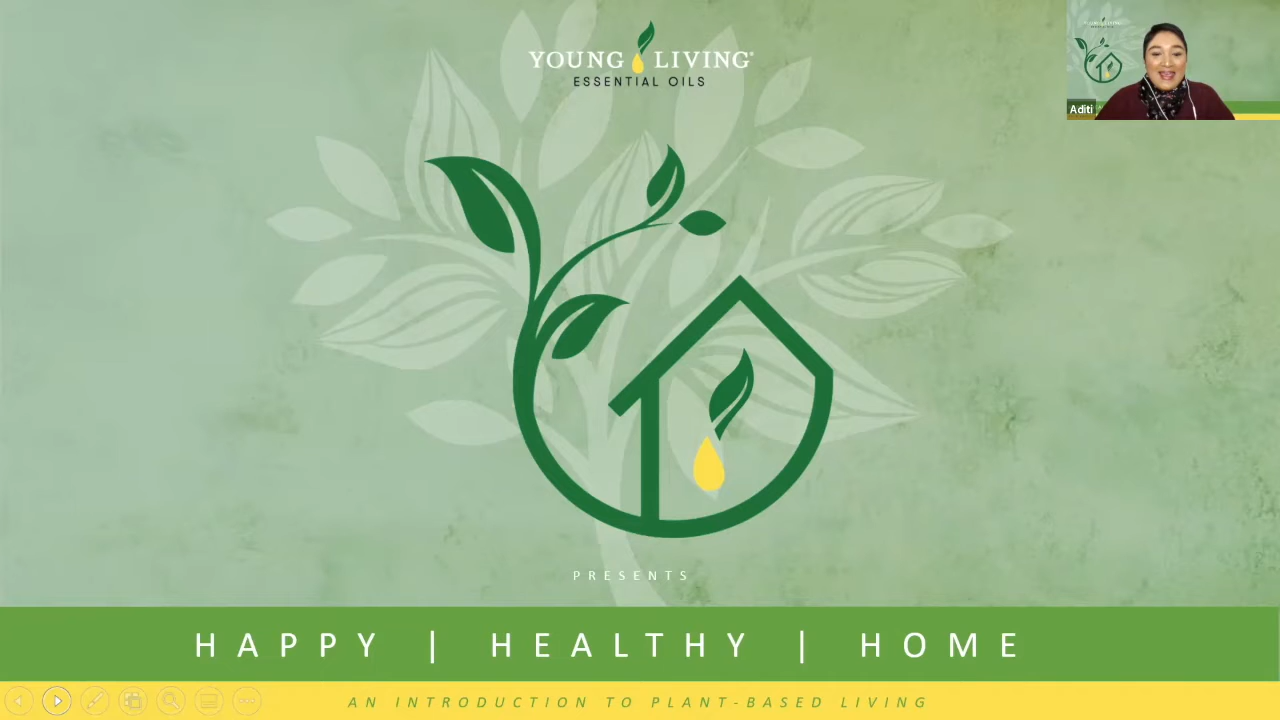 YOUNG LIVING®
ESSENTIAL OILS
Aditi
PRESENTS
HAPPY | HEALTHY | HOME
AN INTRODUCTION TO PLANT-BASED LIVING